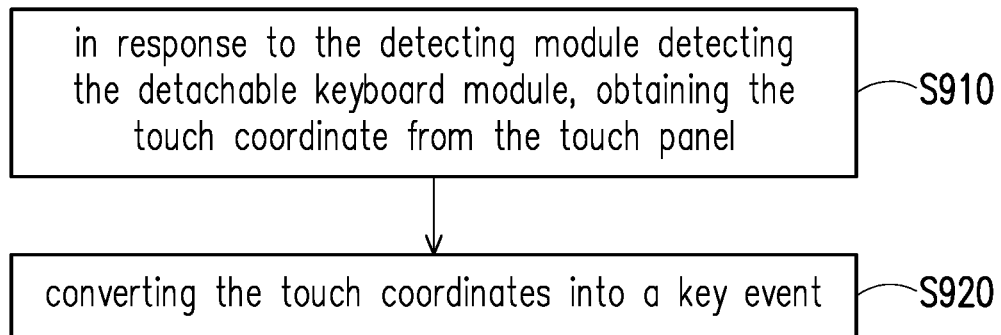 in response to the detecting module detecting
the detachable keyboard module, obtaining the
touch coordinate from the touch panel
S910
converting the touch coordinates into a key event
S920